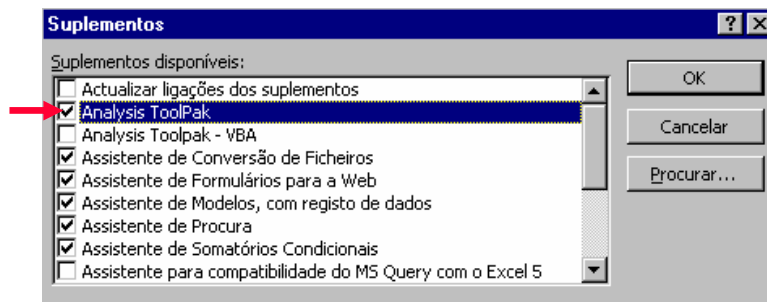 Suplementos
Suplementos disponíveis:
Actualizar ligações dos suplementos
Analysis ToolPak
Analysis Toolpak - VBA
Assistente de Conversão de Ficheiros
Assistente de Formulários para a Web
Assistente de Modelos, com registo de dados
Assistente de Procura
Assistente de Somatórios Condicionais
Assistente para compatibilidade do MS Query com o Excel 5
OK
Cancelar
Procurar...